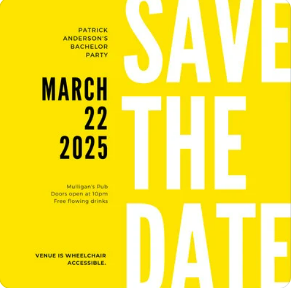 PATRICK
ANDERSON'S
BACHELOR
PARTY
MARCH
22
2025
Mulligan's Pub
Doors open at 10pm
Free flowing drinks
VENUE IS WHEELCHAIR
ACCESSIBLE.
SAVE
THE
DATE